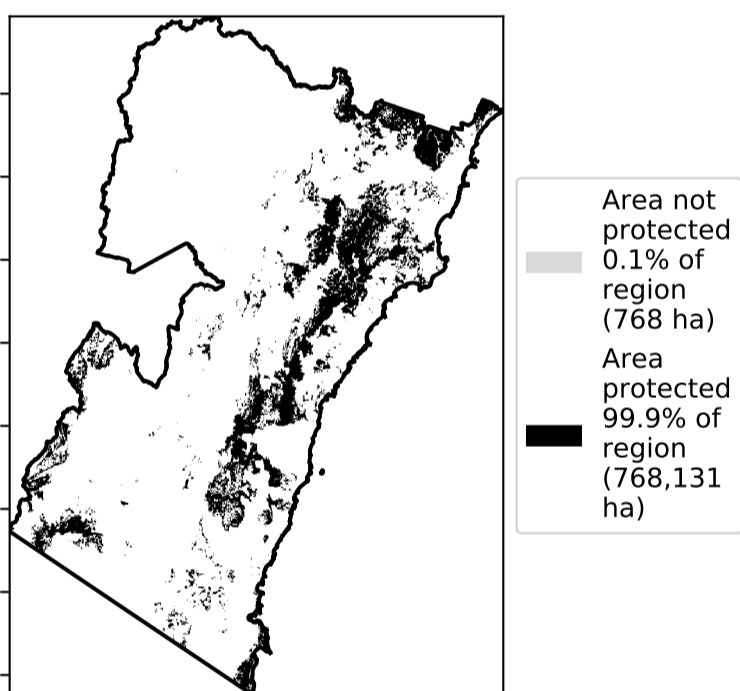 Area not
protected
0.1% of
region
(768 ha)
Area
protected
99.9% of
region
(768,131
ha)